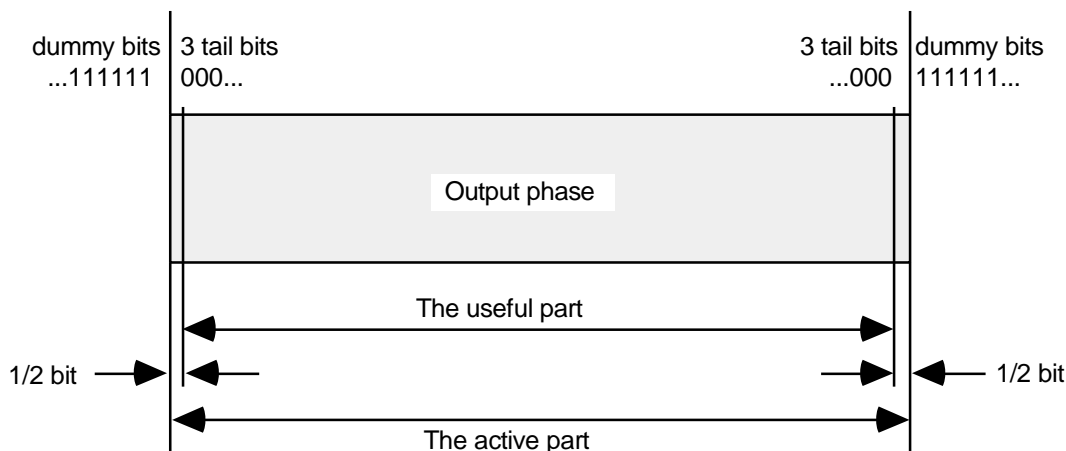 dummy bits 3 tail bits 3 tail bits dummy bits
...111111 000... ...000 111111...
Output phase
The useful part
1/2 bit 1/2 bit
The active part